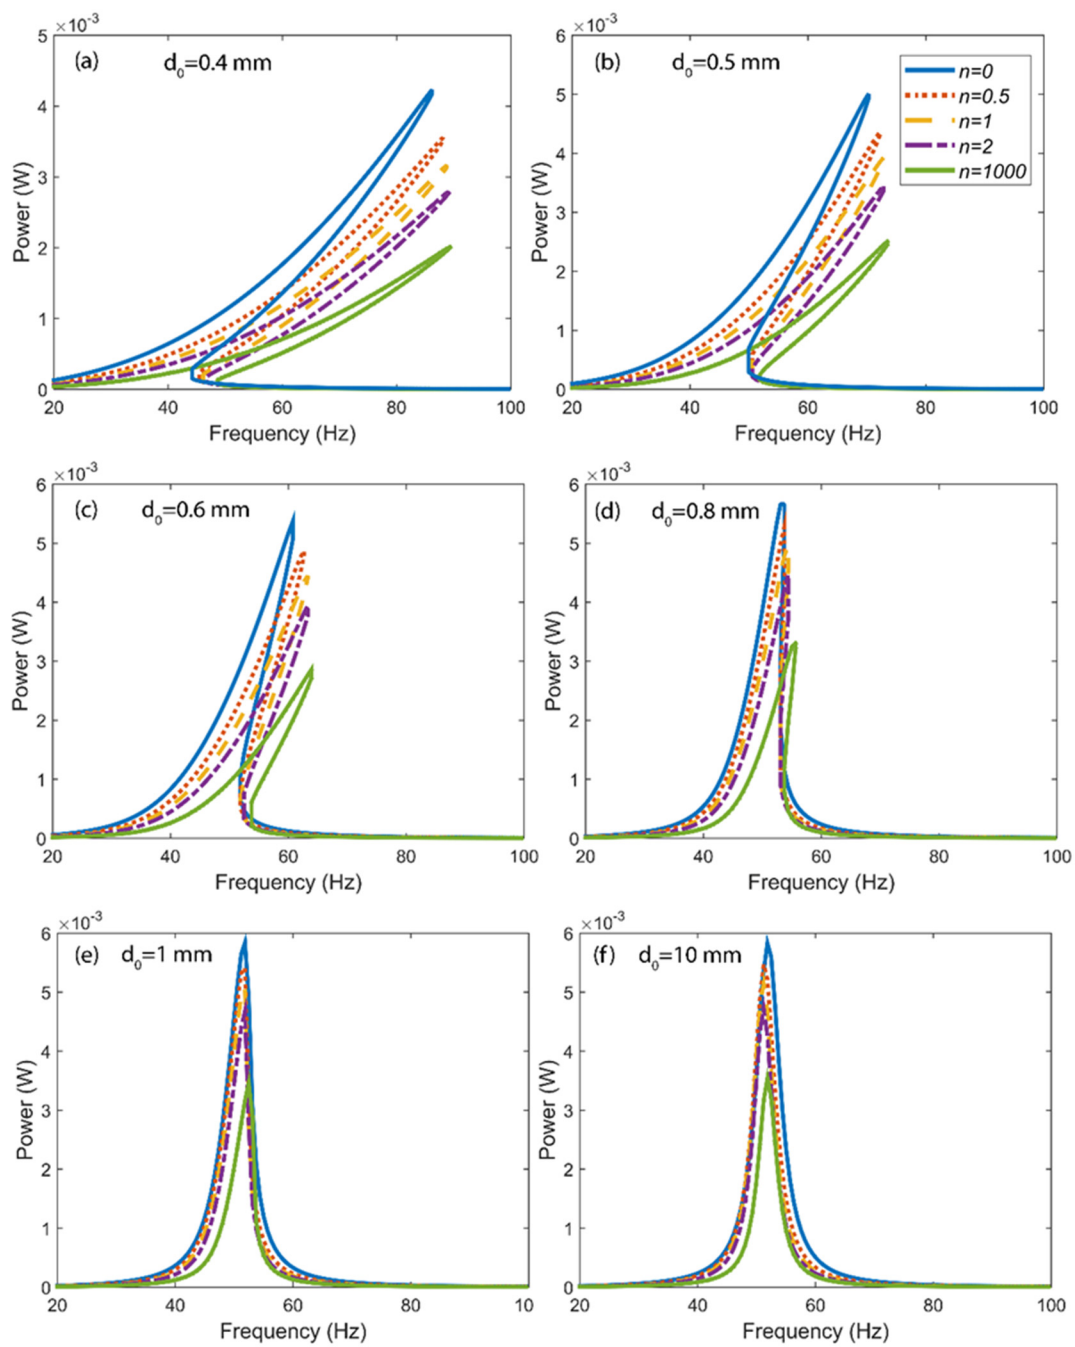 ×10⁻³
(a)
d₀=0.4 mm
5
4
3
2
1
0
20
40
60
80
100
Power (W)
Frequency (Hz)
×10⁻³
(b)
d₀=0.5 mm
n=0
n=0.5
n=1
n=2
n=1000
6
5
4
3
2
1
0
20
40
60
80
100
Power (W)
Frequency (Hz)
×10⁻³
(c)
d₀=0.6 mm
6
5
4
3
2
1
0
20
40
60
80
100
Power (W)
Frequency (Hz)
×10⁻³
(d)
d₀=0.8 mm
6
5
4
3
2
1
0
20
40
60
80
100
Power (W)
Frequency (Hz)
×10⁻³
(e)
d₀=1 mm
6
5
4
3
2
1
0
20
40
60
80
10
Power (W)
Frequency (Hz)
×10⁻³
(f)
d₀=10 mm
6
5
4
3
2
1
0
20
40
60
80
100
Power (W)
Frequency (Hz)